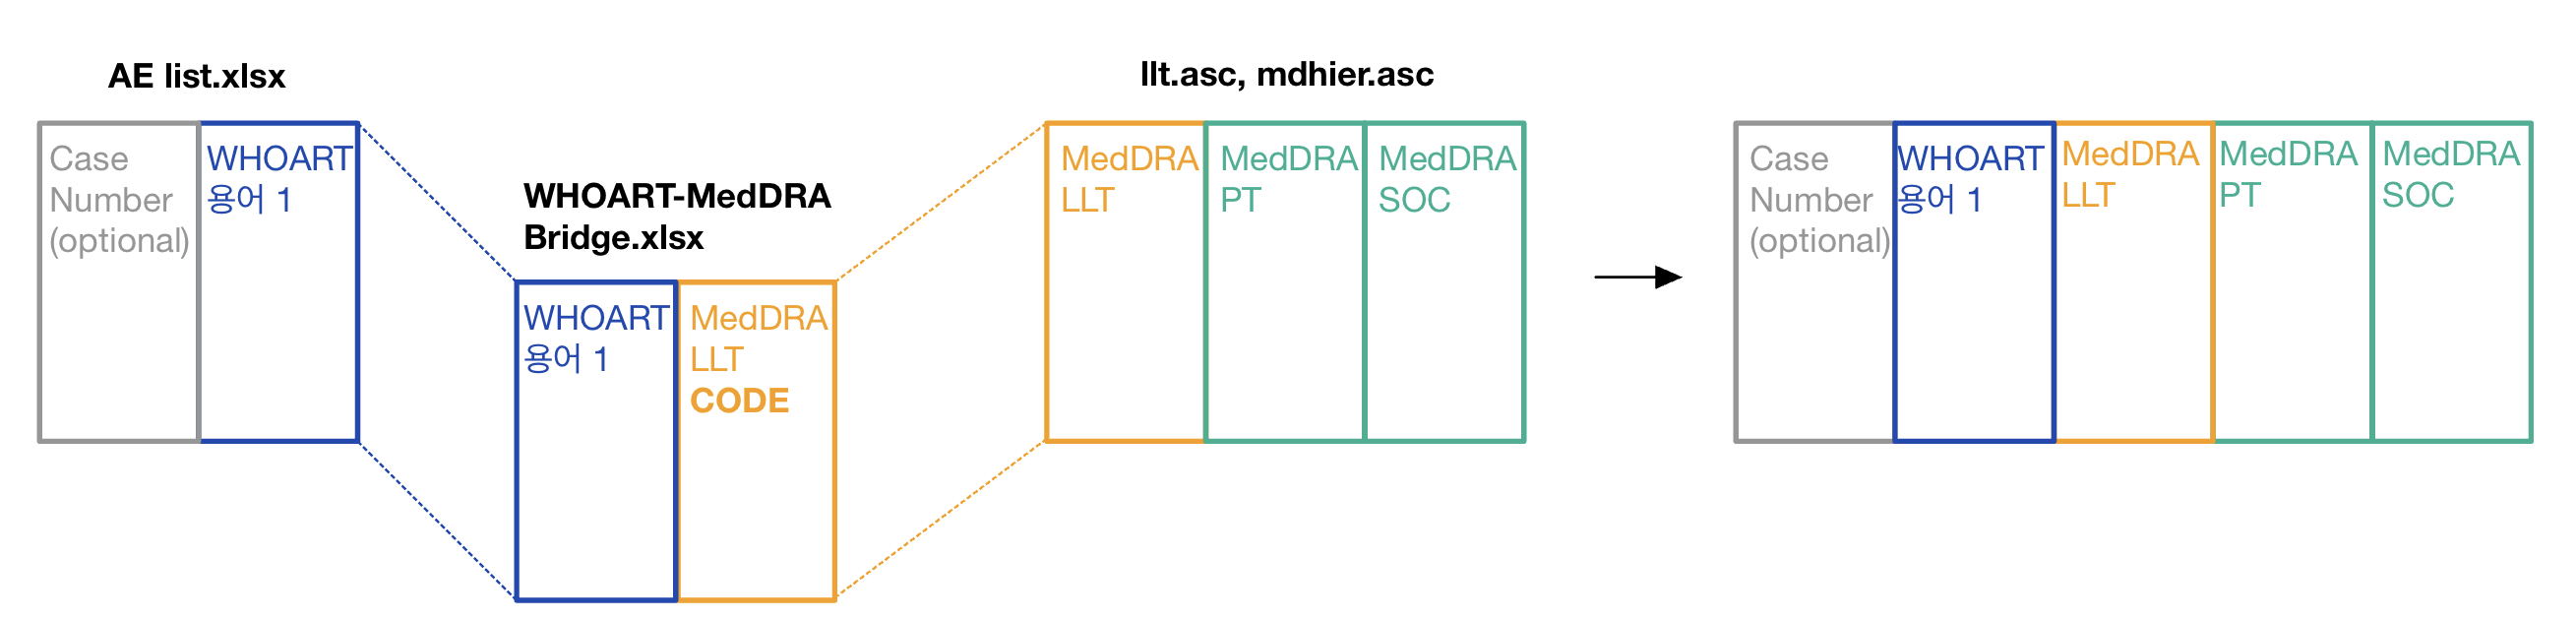 AE list.xlsx
Case
Number
(optional)
WHOART
용어 1
WHOART-MedDRA
Bridge.xlsx
WHOART
용어 1
MedDRA
LLT
CODE
llt.asc, mdhier.asc
MedDRA
LLT
MedDRA
PT
MedDRA
SOC
Case
Number
(optional)
WHOART
용어 1
MedDRA
LLT
MedDRA
PT
MedDRA
SOC